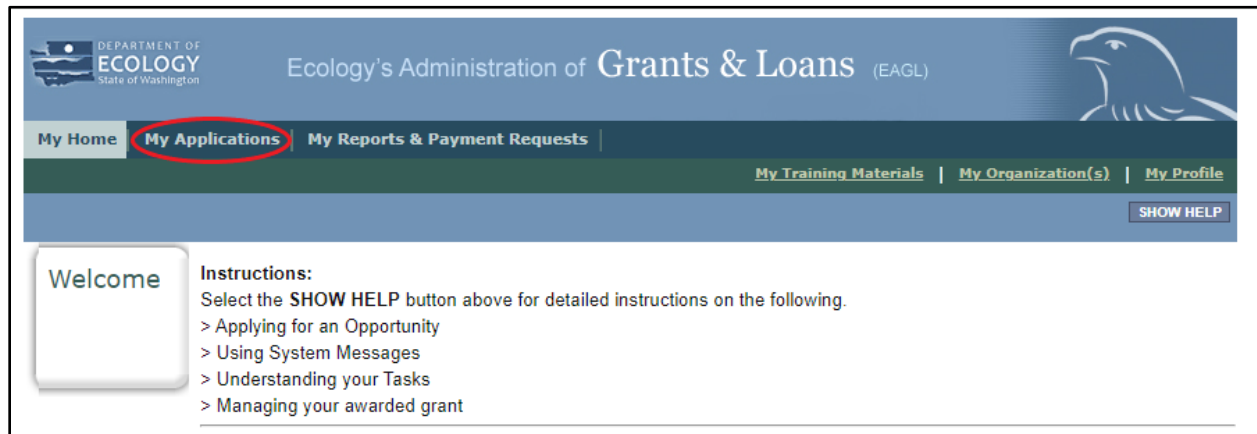 DEPARTMENT OF
ECOLOGY
State of Washington
Ecology's Administration of Grants & Loans (EAGL)
My Home | My Applications | My Reports & Payment Requests |
My Training Materials | My Organization(s) | My Profile
SHOW HELP
Welcome
Instructions:
Select the SHOW HELP button above for detailed instructions on the following.
> Applying for an Opportunity
> Using System Messages
> Understanding your Tasks
> Managing your awarded grant